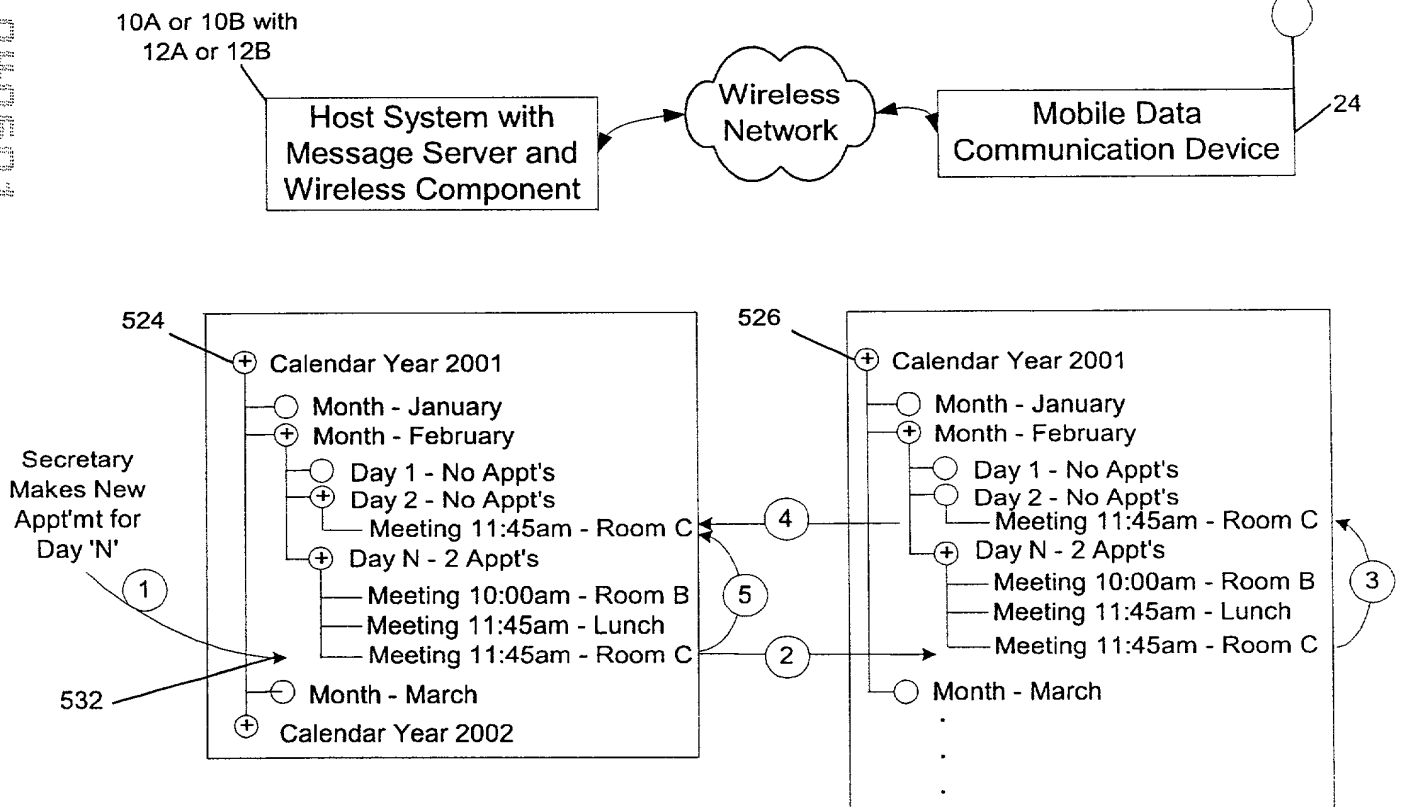 10A or 10B with
12A or 12B
Host System with
Message Server and
Wireless Component
Wireless
Network
Mobile Data
Communication Device
24
524
Calendar Year 2001
Month - January
Month - February
Day 1 - No Appt's
Day 2 - No Appt's
Meeting 11:45am - Room C
Day N - 2 Appt's
Meeting 10:00am - Room B
Meeting 11:45am - Lunch
Meeting 11:45am - Room C
Month - March
Calendar Year 2002
Secretary
Makes New
Appt'mt for
Day 'N'
1
532
4
5
2
526
Calendar Year 2001
Month - January
Month - February
Day 1 - No Appt's
Day 2 - No Appt's
Meeting 11:45am - Room C
Day N - 2 Appt's
Meeting 10:00am - Room B
Meeting 11:45am - Lunch
Meeting 11:45am - Room C
Month - March
3